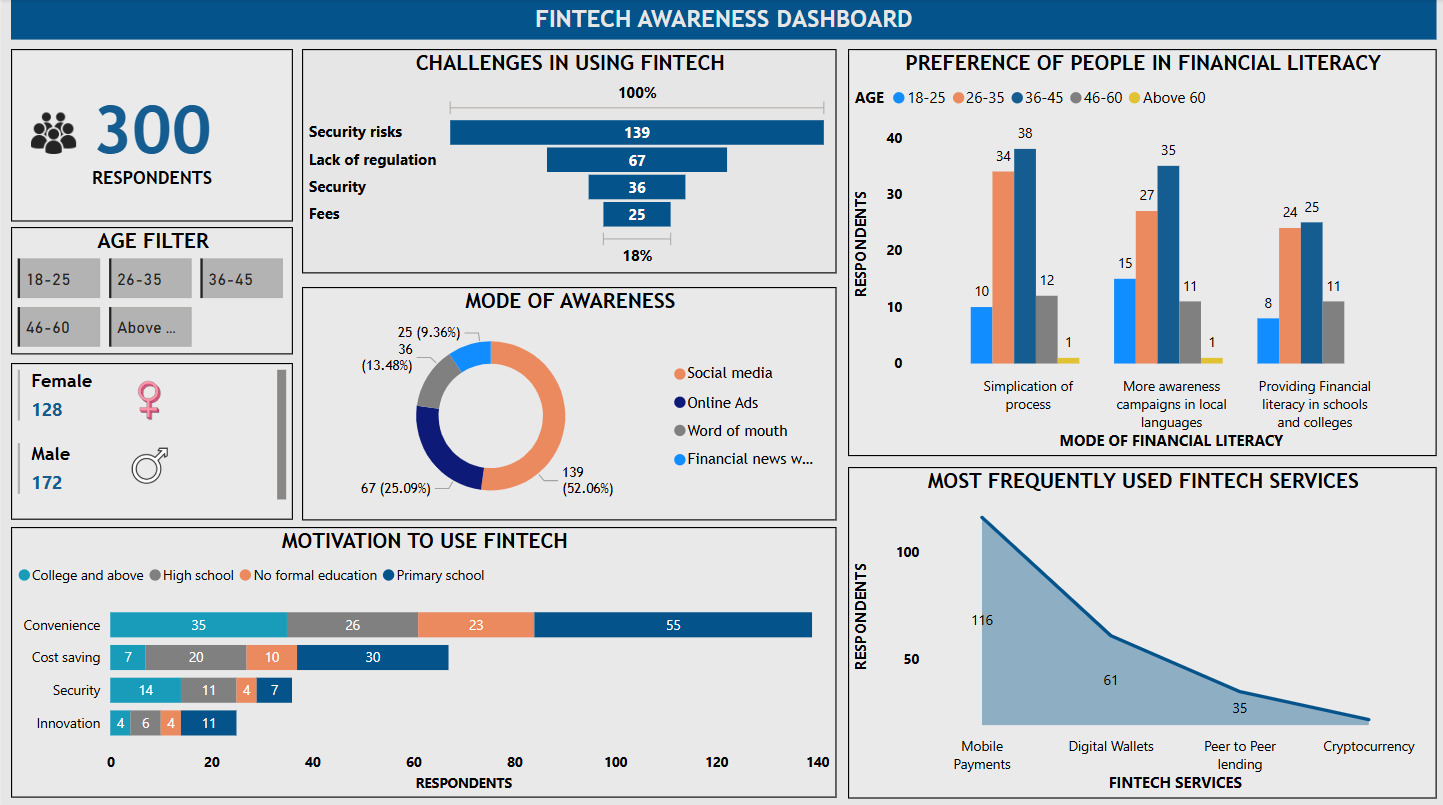 FINTECH AWARENESS DASHBOARD
300
RESPONDENTS
AGE FILTER
18-25
26-35
36-45
46-60
Above ...
Female
128
Male
172
CHALLENGES IN USING FINTECH
100%
Security risks
139
Lack of regulation
67
Security
36
Fees
25
18%
MODE OF AWARENESS
25 (9.36%)
36
(13.48%)
67 (25.09%)
139
(52.06%)
Social media
Online Ads
Word of mouth
Financial news w...
MOTIVATION TO USE FINTECH
College and above High school No formal education Primary school
Convenience 35 26 23 55
Cost saving 7 20 10 30
Security 14 11 4 7
Innovation 4 6 4 11
0 20 40 60 80 100 120 140
RESPONDENTS
PREFERENCE OF PEOPLE IN FINANCIAL LITERACY
AGE 18-25 26-35 36-45 46-60 Above 60
RESPONDENTS
40
30
20
10
0
10 34 38 12 1
15 27 35 11 1
8 24 25 11
Simplication of
process
More awareness
campaigns in local
languages
Providing Financial
literacy in schools
and colleges
MODE OF FINANCIAL LITERACY
MOST FREQUENTLY USED FINTECH SERVICES
RESPONDENTS
100
50
116
61
35
Mobile
Payments
Digital Wallets
Peer to Peer
lending
Cryptocurrency
FINTECH SERVICES